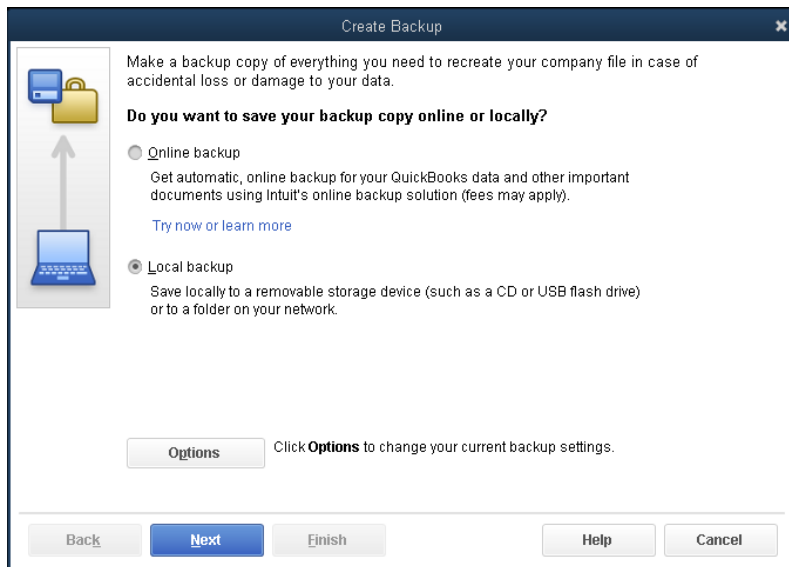 Create Backup
Make a backup copy of everything you need to recreate your company file in case of
accidental loss or damage to your data.
Do you want to save your backup copy online or locally?
Online backup
Get automatic, online backup for your QuickBooks data and other important
documents using Intuit's online backup solution (fees may apply).
Try now or learn more
Local backup
Save locally to a removable storage device (such as a CD or USB flash drive)
or to a folder on your network.
Options Click Options to change your current backup settings.
Back Next Finish Help Cancel